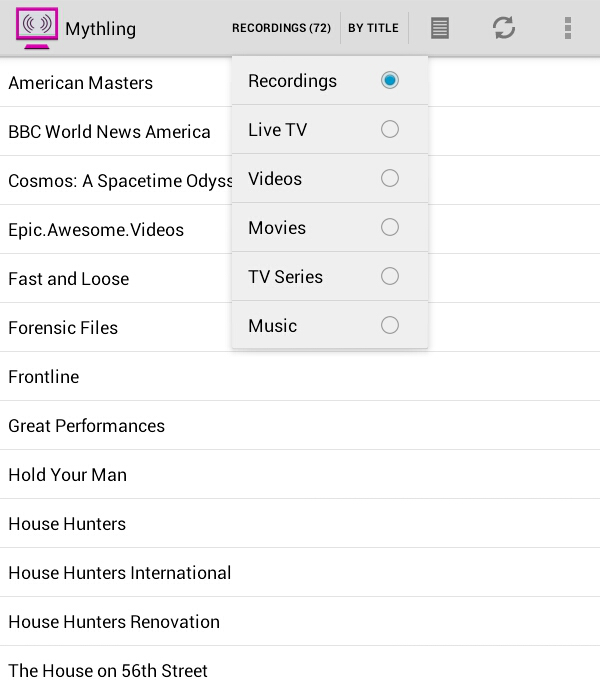 Mythling
RECORDINGS (72)
BY TITLE
Recordings
Live TV
Videos
Movies
TV Series
Music
American Masters
BBC World News America
Cosmos: A Spacetime Odyss
Epic.Awesome.Videos
Fast and Loose
Forensic Files
Frontline
Great Performances
Hold Your Man
House Hunters
House Hunters International
House Hunters Renovation
The House on 56th Street